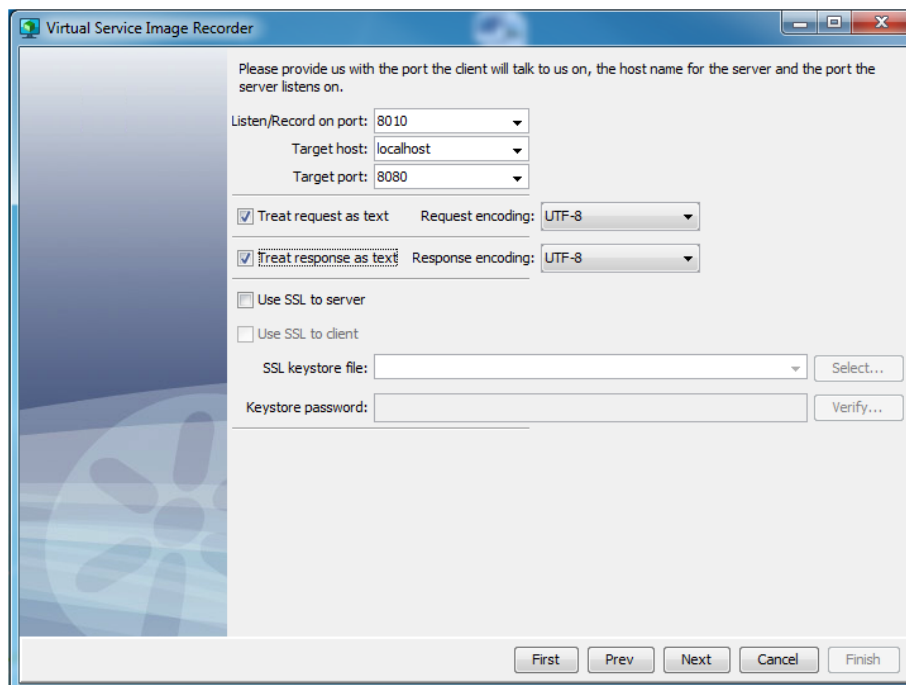 Virtual Service Image Recorder
Please provide us with the port the client will talk to us on, the host name for the server and the port the
server listens on.
Listen/Record on port: 8010
Target host: localhost
Target port: 8080
Treat request as text Request encoding: UTF-8
Treat response as text Response encoding: UTF-8
Use SSL to server
Use SSL to client
SSL keystore file: Select...
Keystore password: Verify...
First Prev Next Cancel Finish